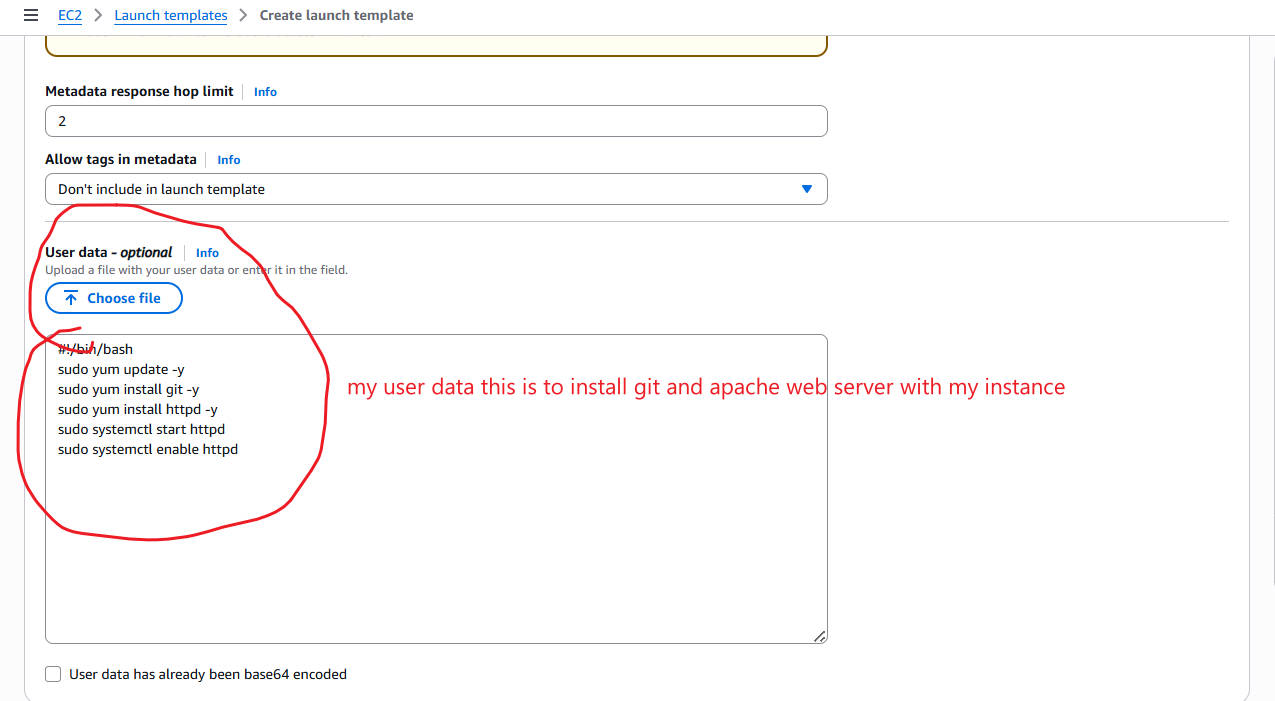 EC2 > Launch templates > Create launch template
Metadata response hop limit | Info
2
Allow tags in metadata | Info
Don't include in launch template
User data - optional | Info
Upload a file with your user data or enter it in the field.
Choose file
#!/bin/bash
sudo yum update -y
sudo yum install git -y
sudo yum install httpd -y
sudo systemctl start httpd
sudo systemctl enable httpd
my user data this is to install git and apache web server with my instance
User data has already been base64 encoded